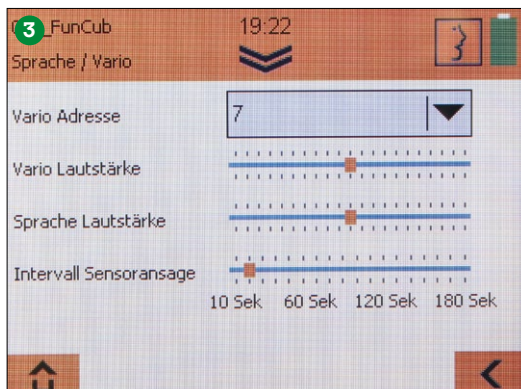 3
_FunCub 19:22
Sprache / Vario
Vario Adresse 7
Vario Lautstärke
Sprache Lautstärke
Intervall Sensoransage
10 Sek 60 Sek 120 Sek 180 Sek